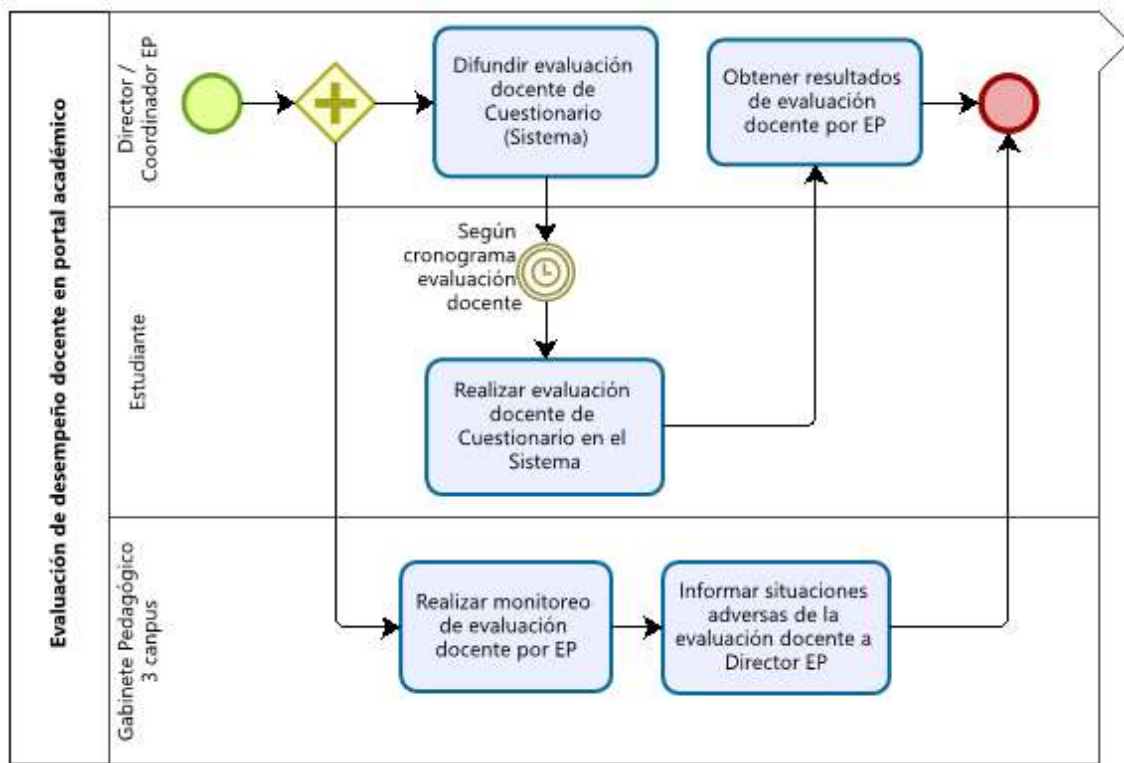 Evaluación de desempeño docente en portal académico
Director /
Coordinador EP
Difundir evaluación
docente de
Cuestionario
(Sistema)
Obtener resultados
de evaluación
docente por EP
Estudiante
Según
cronograma
evaluación
docente
Realizar evaluación
docente de
Cuestionario en el
Sistema
Gabinete Pedagógico
3 canpus
Realizar monitoreo
de evaluación
docente por EP
Informar situaciones
adversas de la
evaluación docente a
Director EP